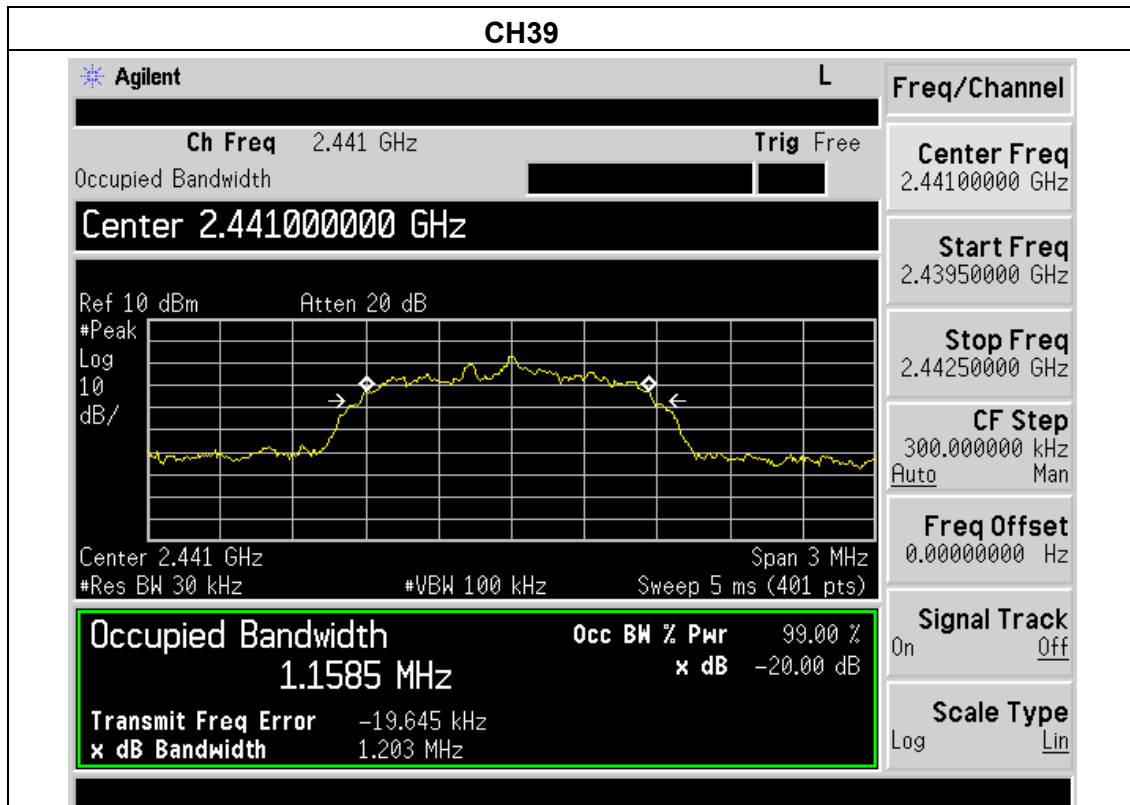 CH39
Agilent L
Freq/Channel
Ch Freq 2.441 GHz Trig Free
Occupied Bandwidth
Center 2.441000000 GHz
Ref 10 dBm Atten 20 dB
#Peak
Log
10
dB/
Center 2.441 GHz Span 3 MHz
#Res BW 30 kHz #VBW 100 kHz Sweep 5 ms (401 pts)
Occupied Bandwidth Occ BW % Pwr 99.00 %
1.1585 MHz x dB -20.00 dB
Transmit Freq Error -19.645 kHz
x dB Bandwidth 1.203 MHz
Center Freq
2.44100000 GHz
Start Freq
2.43950000 GHz
Stop Freq
2.44250000 GHz
CF Step
300.000000 kHz
Auto Man
Freq Offset
0.00000000 Hz
Signal Track
On Off
Scale Type
Log Lin